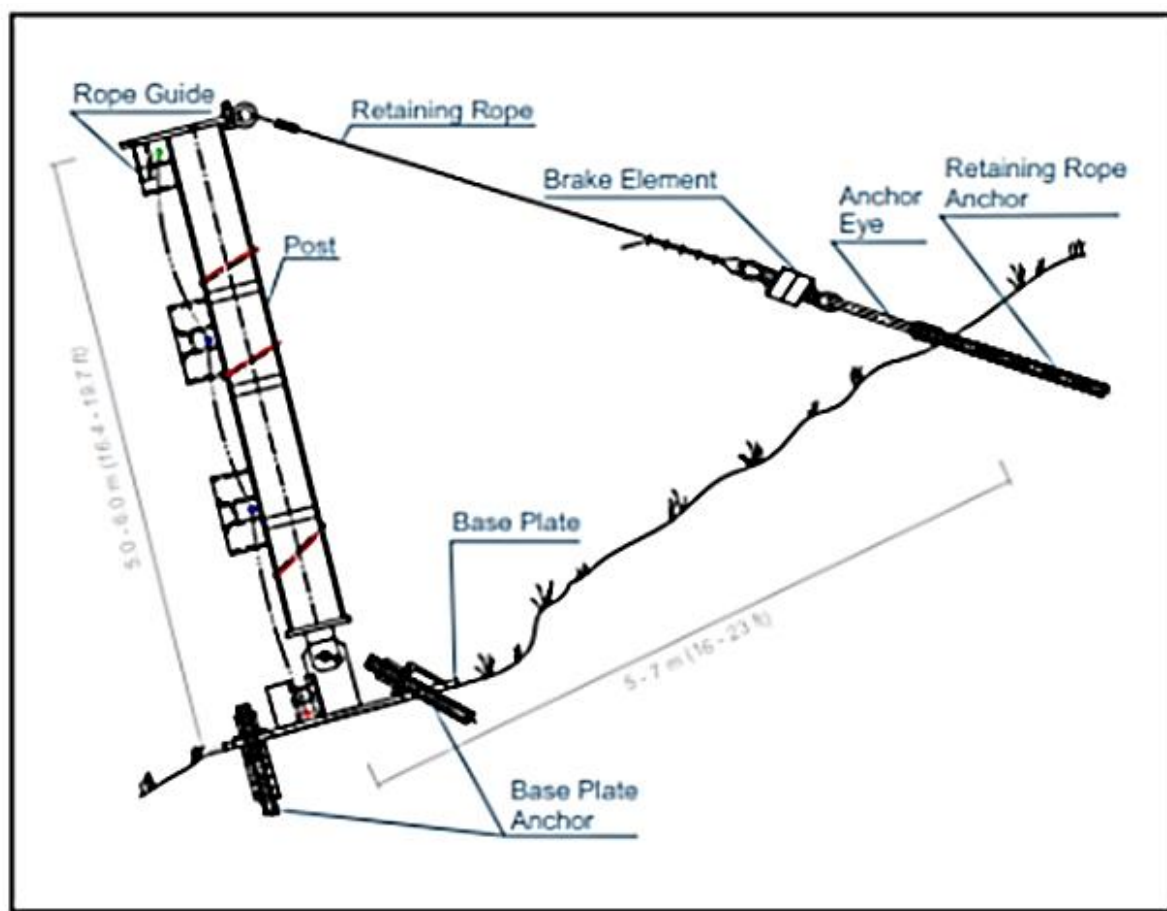 Rope Guide
Retaining Rope
Brake Element
Anchor
Eye
Retaining Rope
Anchor
Post
5.0 - 6.0 m (16.4 - 19.7 ft)
Base Plate
5 - 7 m (16 - 23 ft)
Base Plate
Anchor